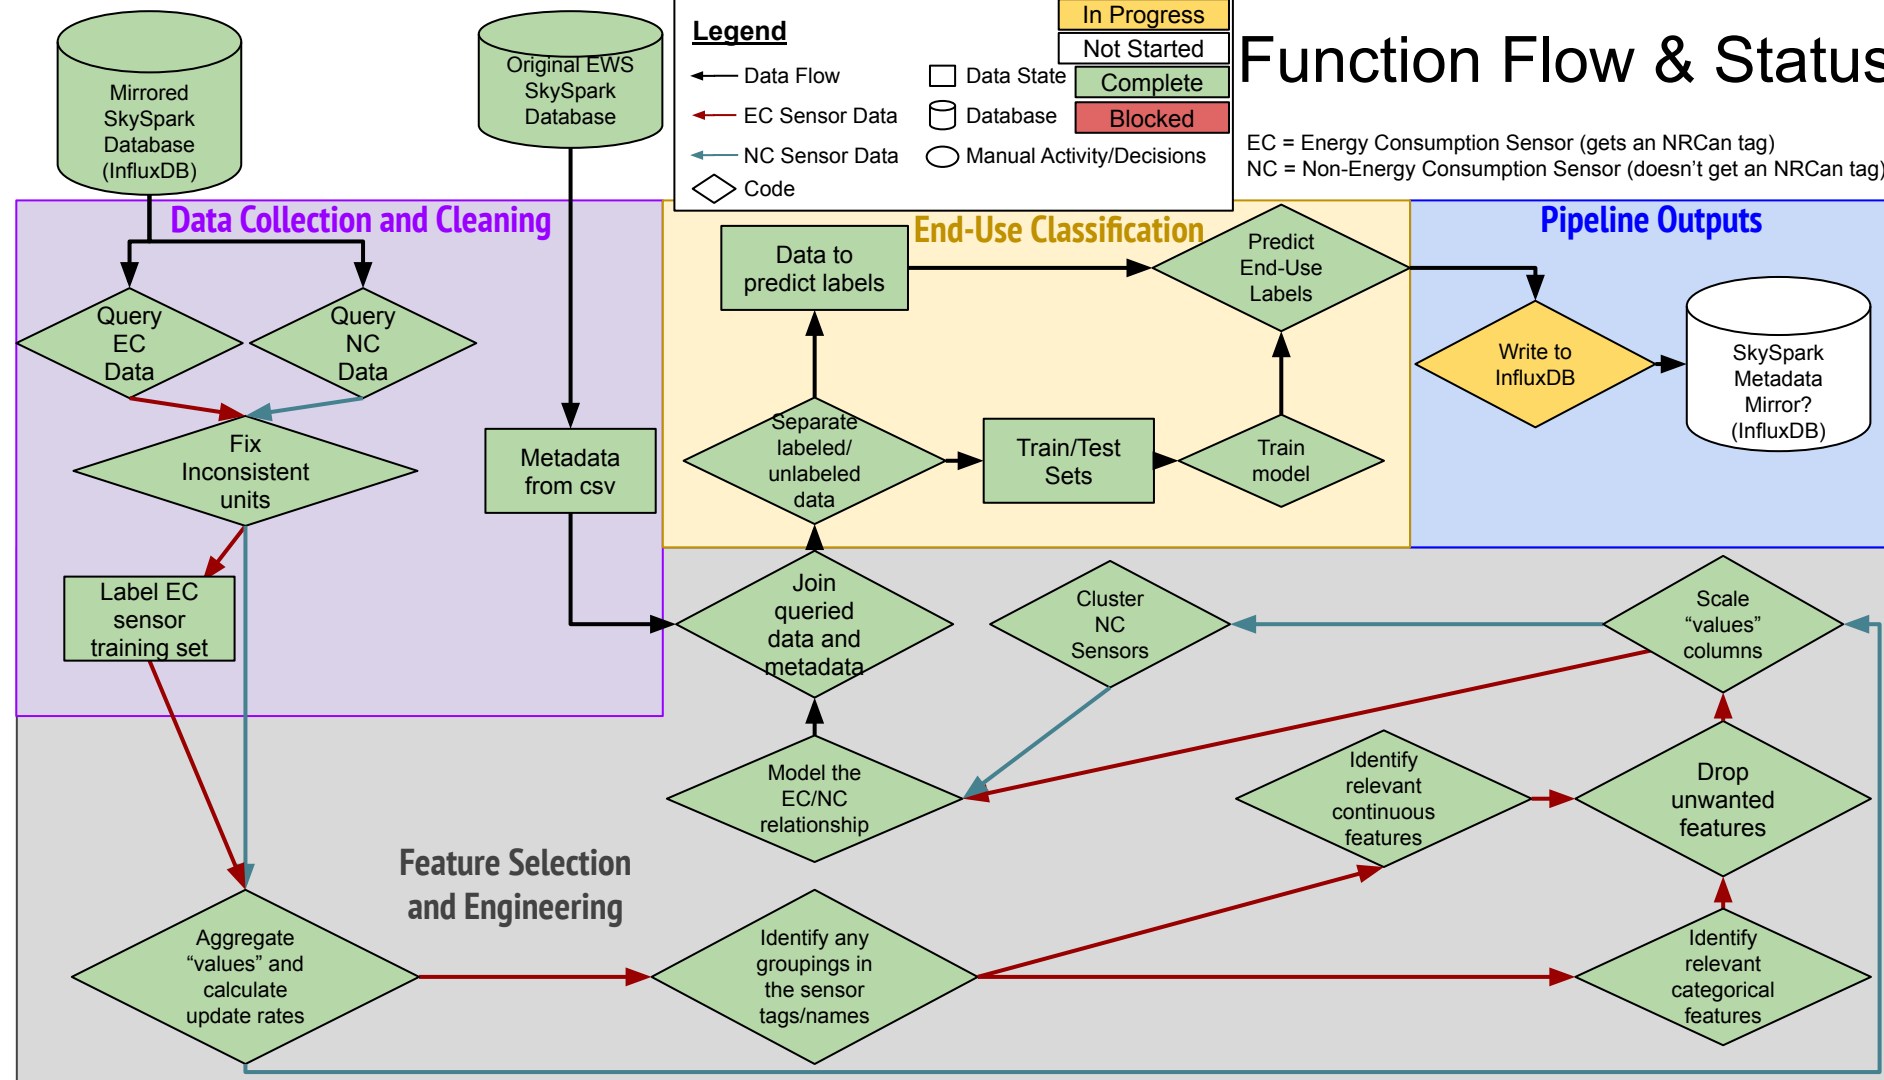 Function Flow & Status
EC = Energy Consumption Sensor (gets an NRCan tag)
NC = Non-Energy Consumption Sensor (doesn't get an NRCan tag)
Legend
Data Flow
EC Sensor Data
NC Sensor Data
Code
Data State
Database
Manual Activity/Decisions
In Progress
Not Started
Complete
Blocked
Mirrored
SkySpark
Database
(InfluxDB)
Original EWS
SkySpark
Database
Data Collection and Cleaning
Query
EC
Data
Query
NC
Data
Fix
Inconsistent
units
Label EC
sensor
training set
Metadata
from csv
End-Use Classification
Data to
predict labels
Predict
End-Use
Labels
Separate
labeled/
unlabeled
data
Train/Test
Sets
Train
model
Pipeline Outputs
Write to
InfluxDB
SkySpark
Metadata
Mirror?
(InfluxDB)
Join
queried
data and
metadata
Cluster
NC
Sensors
Scale
“values”
columns
Model the
EC/NC
relationship
Identify
relevant
continuous
features
Drop
unwanted
features
Feature Selection
and Engineering
Aggregate
“values” and
calculate
update rates
Identify any
groupings in
the sensor
tags/names
Identify
relevant
categorical
features